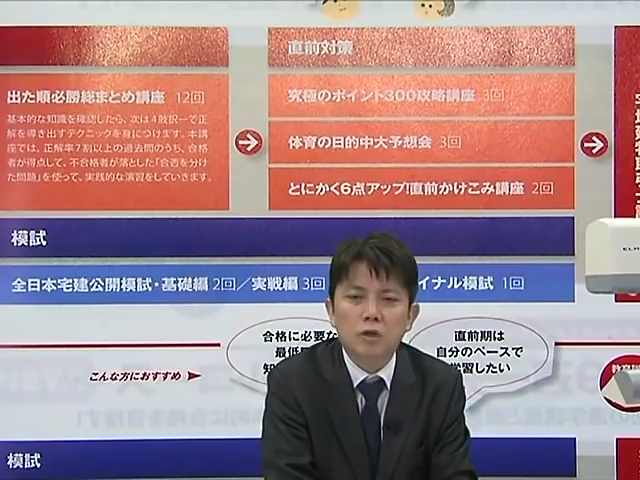 直前対策
出た順必勝総まとめ講座 12回
基本的な知識を確認したら、次は4肢択一で正
解を導き出すテクニックを身につけます。本講
座では、正解率7割以上の過去問のうち、合格
者が得点して、不合格者が落とした「合否を分け
た問題」を使って、実践的な演習をしていきます。
究極のポイント300攻略講座 3回
体育の日的中大予想会 3回
とにかく6点アップ!直前かけこみ講座 2回
模試
全日本宅建公開模試・基礎編 2回/実戦編 3回
イナル模試 1回
合格に必要な
最低
知
直前期は
自分のペースで
学習したい
こんな方におすすめ
模試